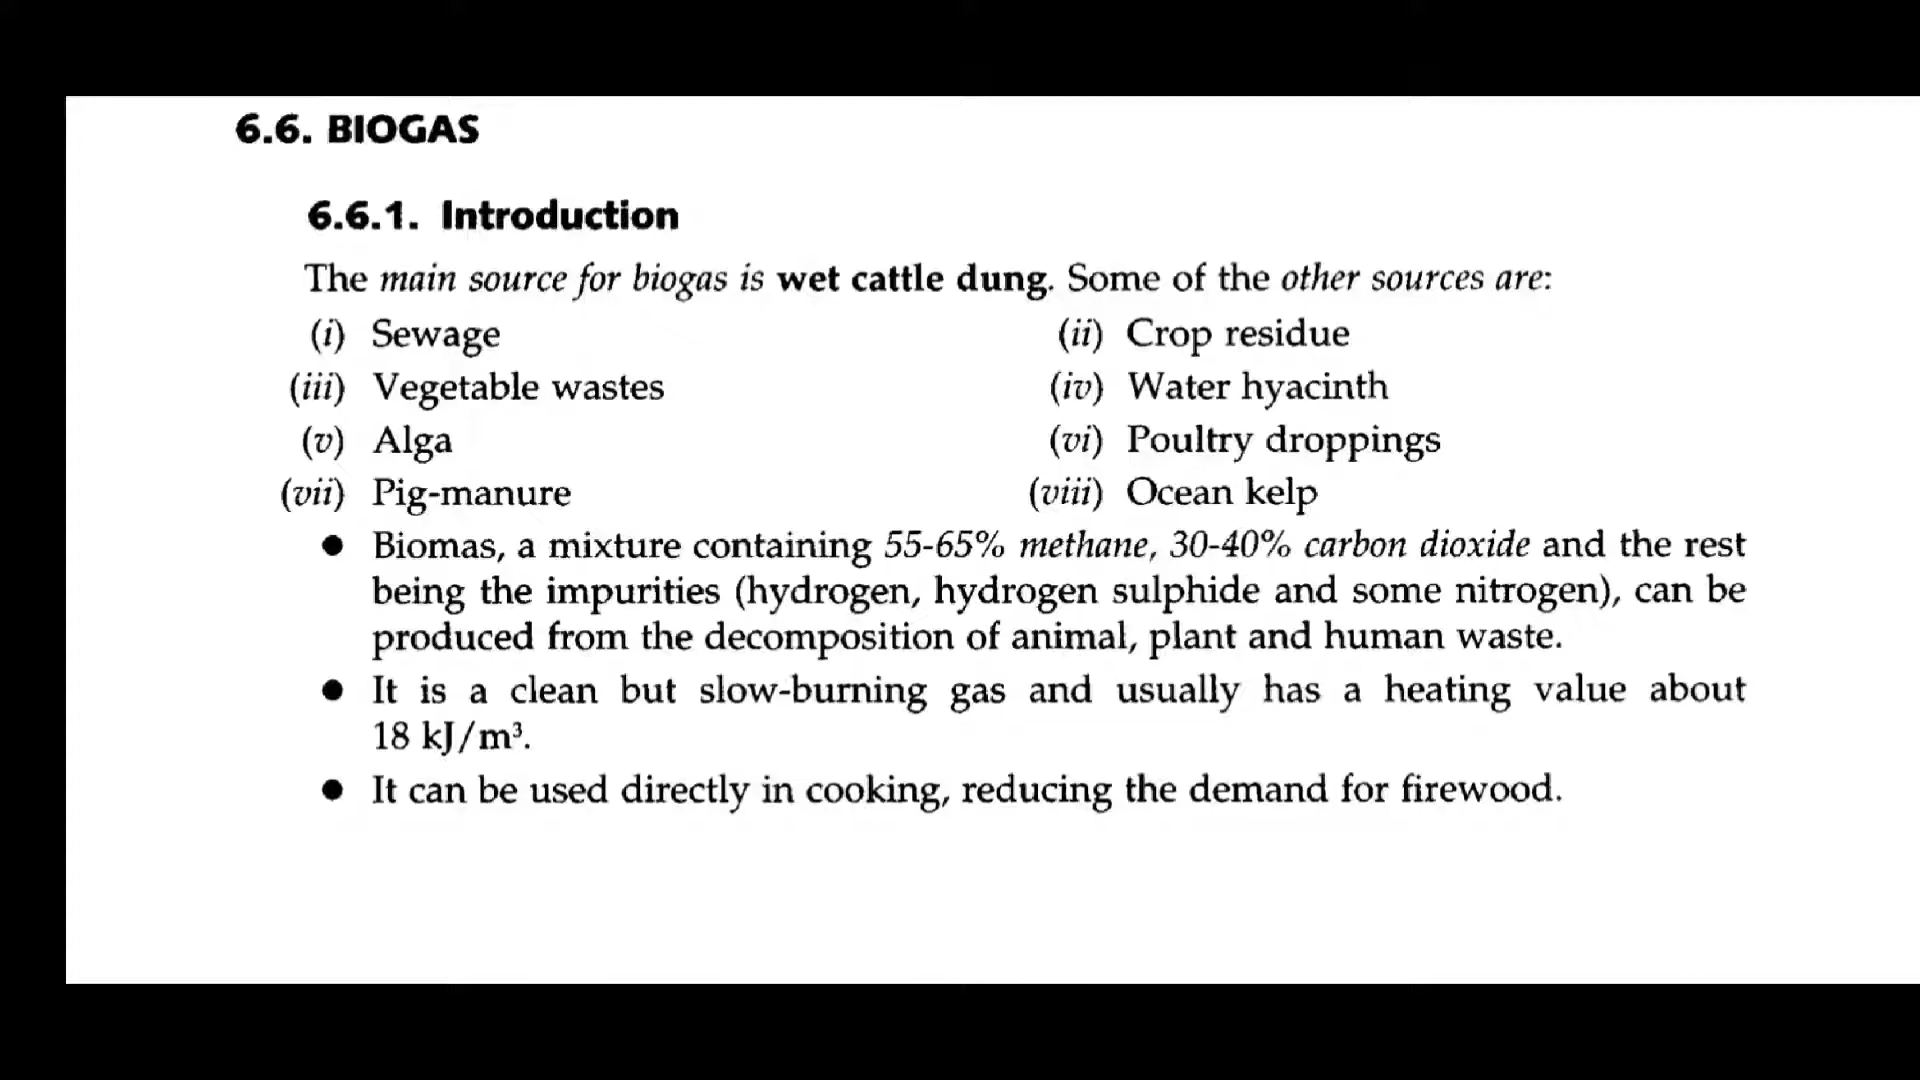 6.6. BIOGAS
6.6.1. Introduction
The main source for biogas is wet cattle dung. Some of the other sources are:
(i) Sewage (ii) Crop residue
(iii) Vegetable wastes (iv) Water hyacinth
(v) Alga (vi) Poultry droppings
(vii) Pig-manure (viii) Ocean kelp
● Biomas, a mixture containing 55-65% methane, 30-40% carbon dioxide and the rest
being the impurities (hydrogen, hydrogen sulphide and some nitrogen), can be
produced from the decomposition of animal, plant and human waste.
● It is a clean but slow-burning gas and usually has a heating value about
18 kJ/m³.
● It can be used directly in cooking, reducing the demand for firewood.